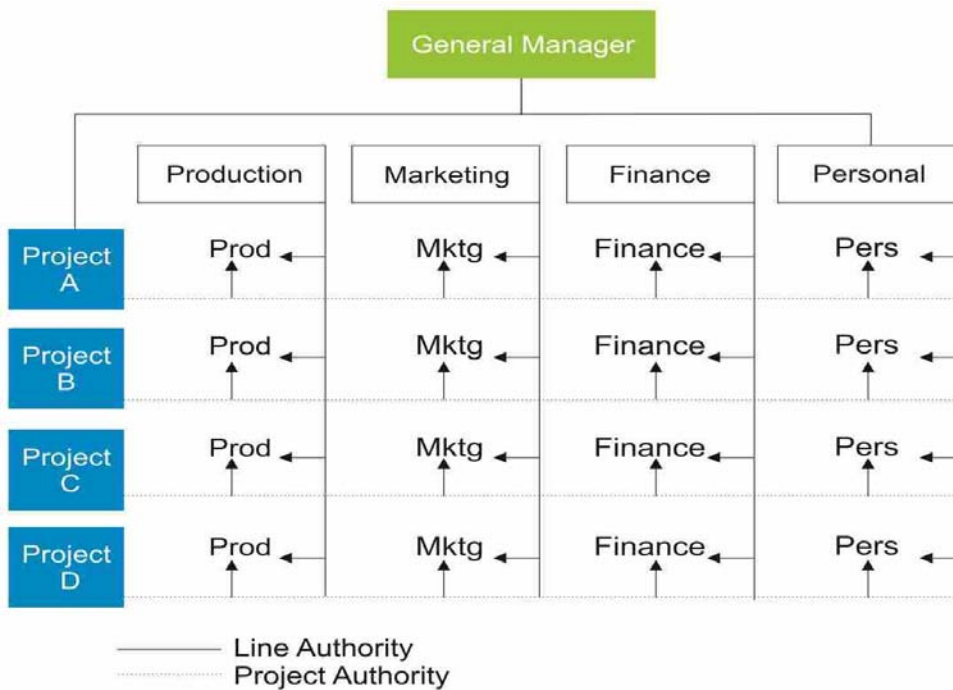 General Manager
Production
Marketing
Finance
Personal
Project
A
Prod
Mktg
Finance
Pers
Project
B
Prod
Mktg
Finance
Pers
Project
C
Prod
Mktg
Finance
Pers
Project
D
Prod
Mktg
Finance
Pers
Line Authority
Project Authority